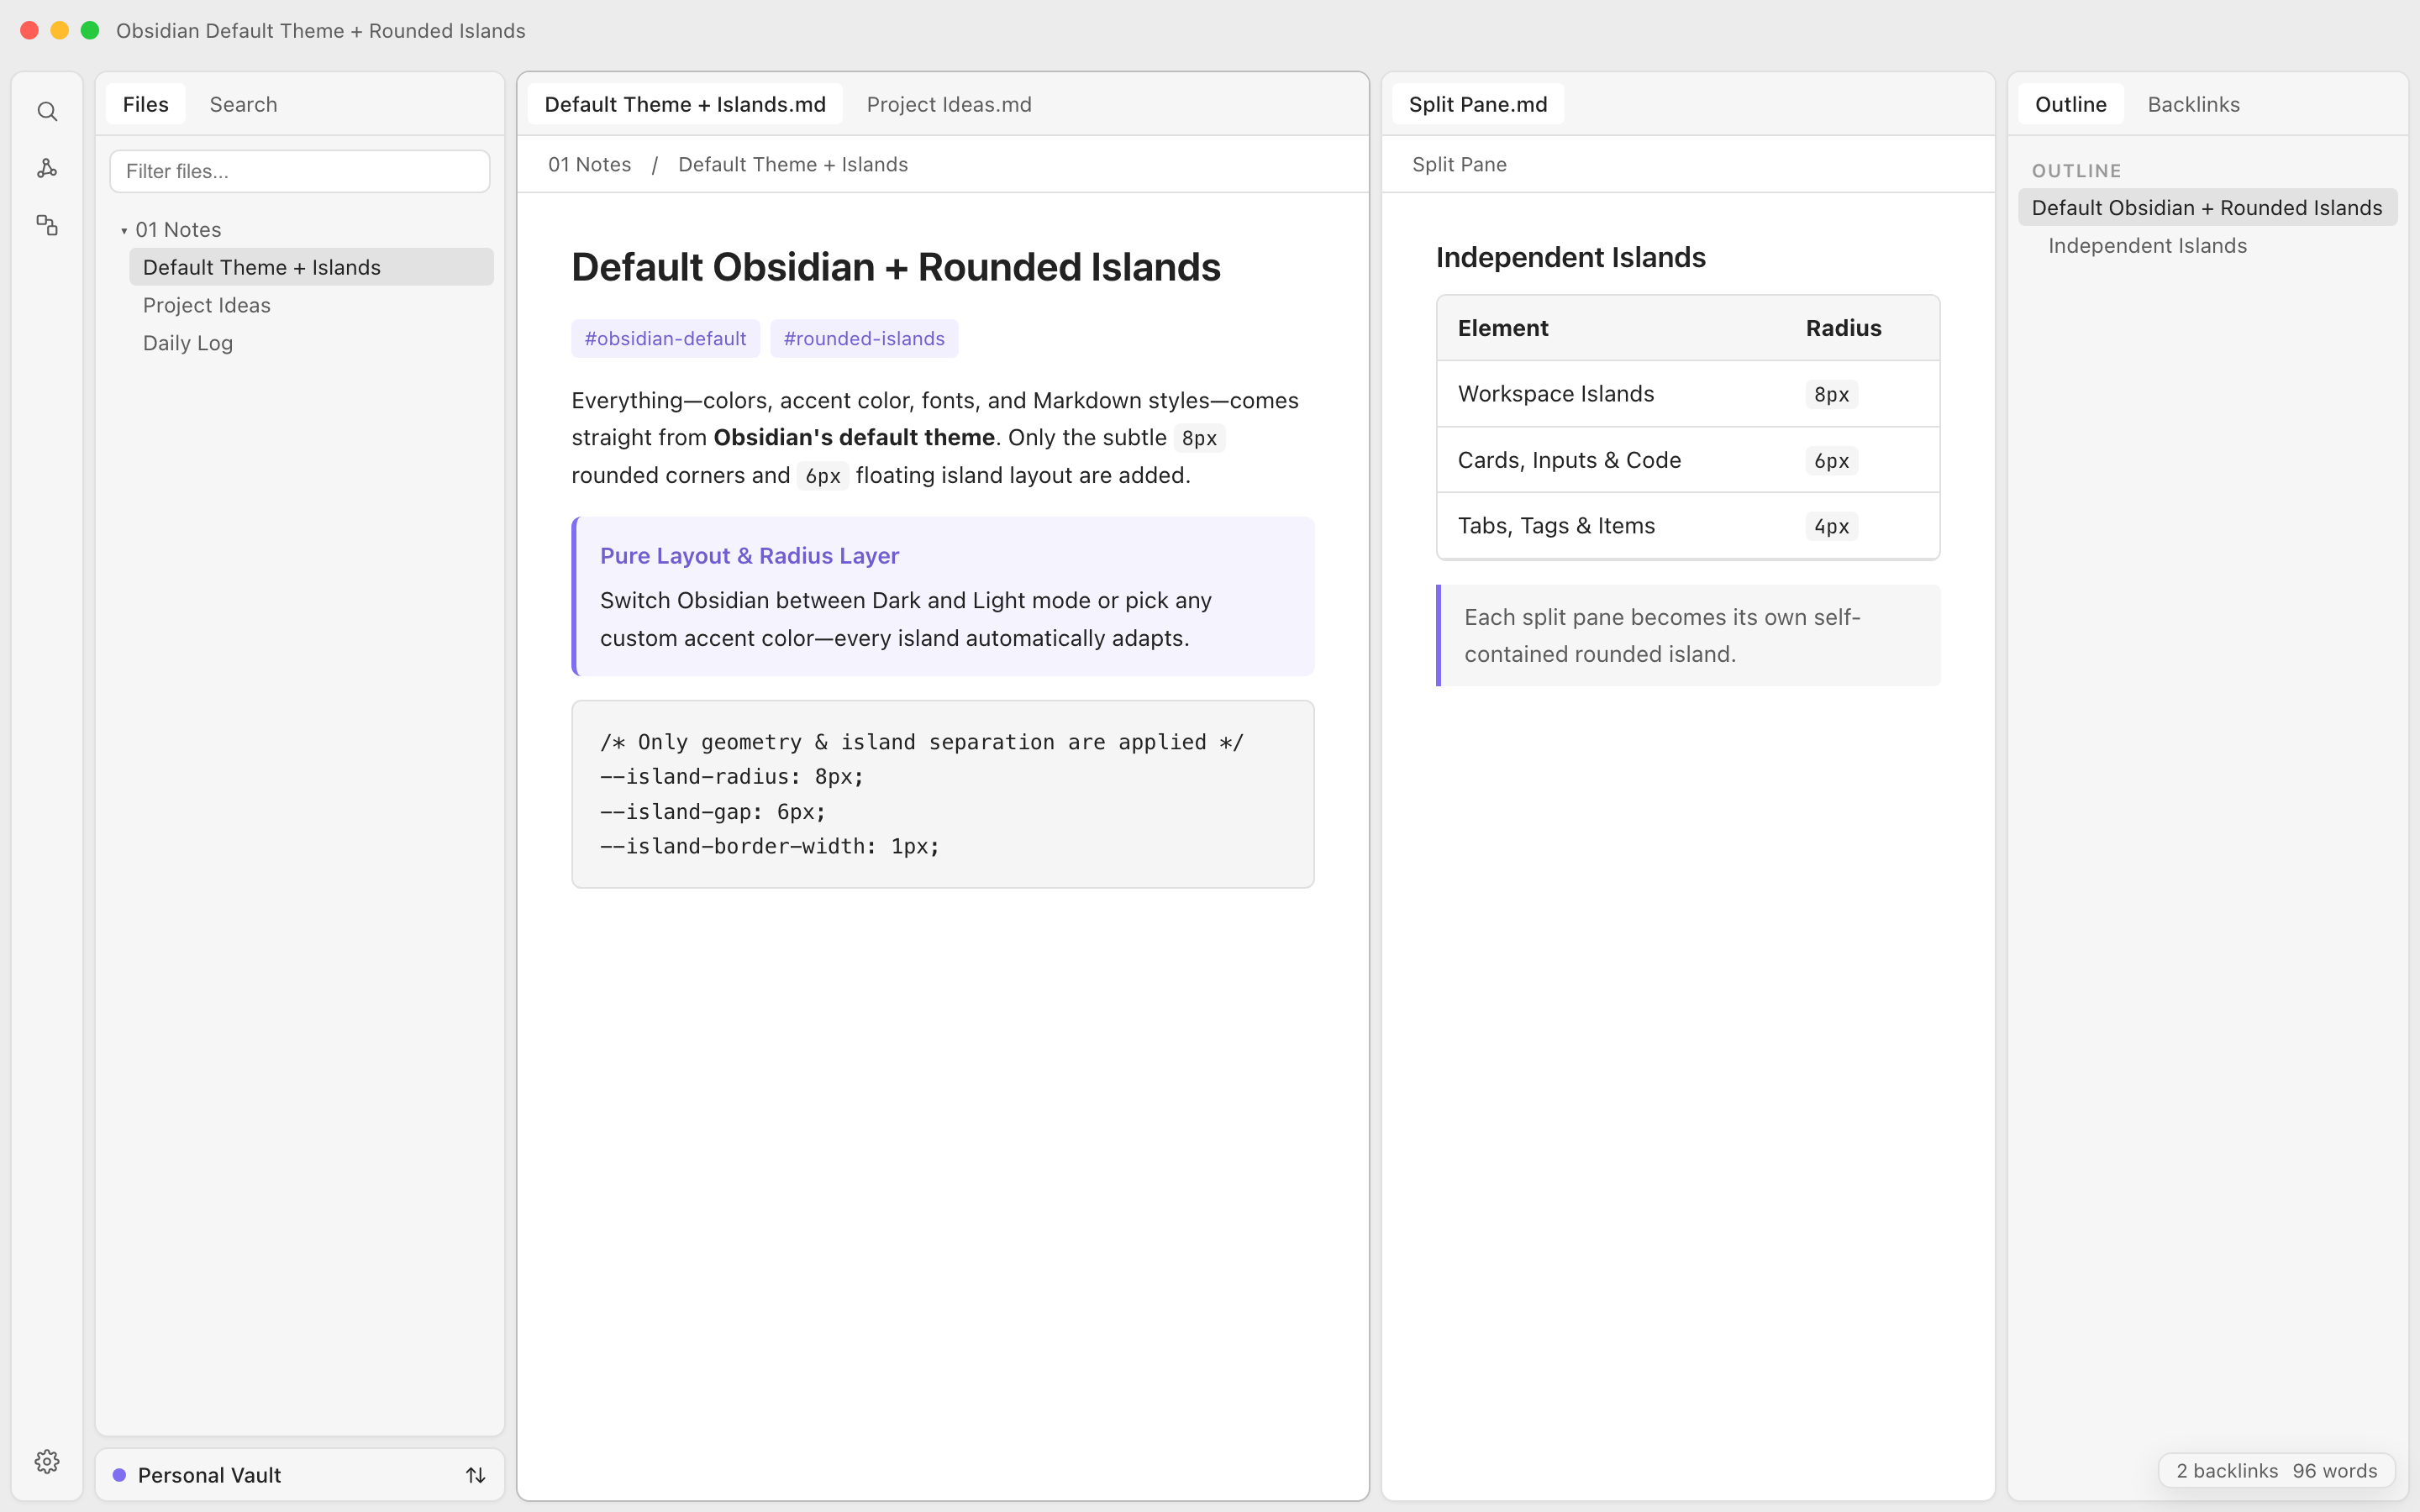 Obsidian Default Theme + Rounded Islands
Files
Search
Filter files...
01 Notes
Default Theme + Islands
Project Ideas
Daily Log
Personal Vault
Default Theme + Islands.md
Project Ideas.md
01 Notes / Default Theme + Islands
Default Obsidian + Rounded Islands
#obsidian-default #rounded-islands
Everything—colors, accent color, fonts, and Markdown styles—comes
straight from Obsidian's default theme. Only the subtle 8px
rounded corners and 6px floating island layout are added.
Pure Layout & Radius Layer
Switch Obsidian between Dark and Light mode or pick any
custom accent color—every island automatically adapts.
/* Only geometry & island separation are applied */
--island-radius: 8px;
--island-gap: 6px;
--island-border-width: 1px;
Split Pane.md
Split Pane
Independent Islands
Element Radius
Workspace Islands 8px
Cards, Inputs & Code 6px
Tabs, Tags & Items 4px
Each split pane becomes its own self-
contained rounded island.
Outline
Backlinks
OUTLINE
Default Obsidian + Rounded Islands
Independent Islands
2 backlinks 96 words